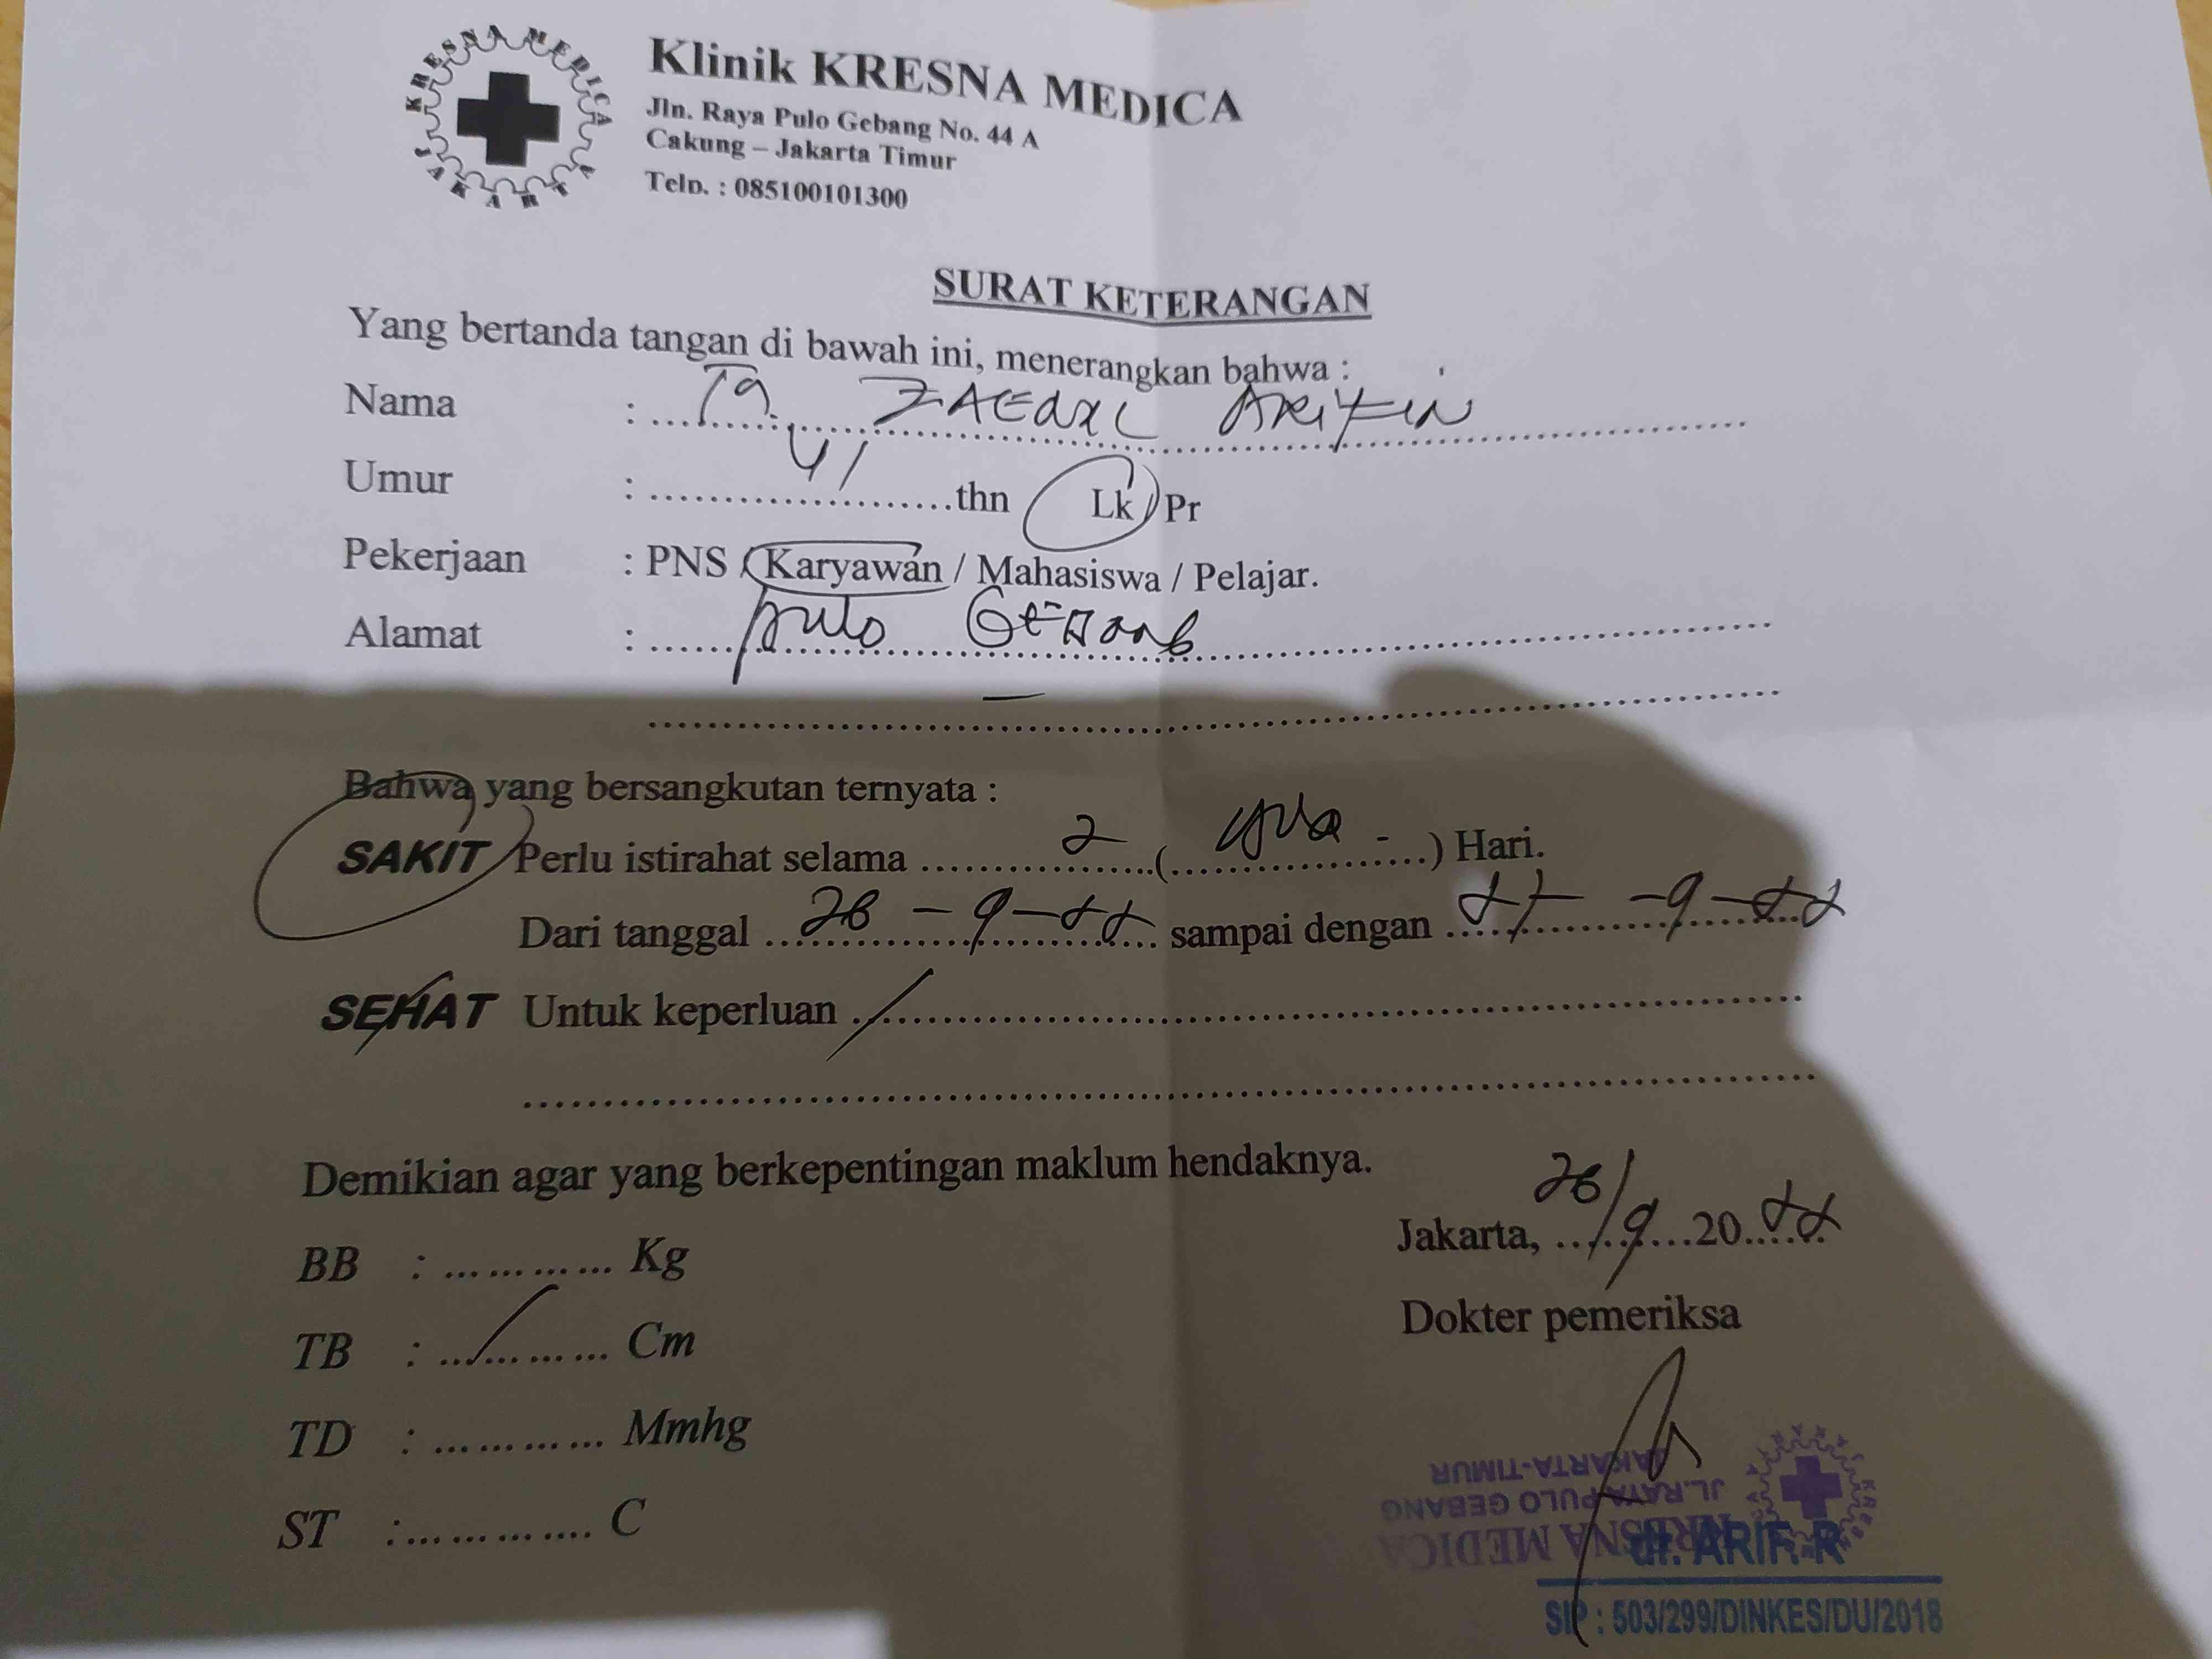 KRESNA MEDICA
JAKARTA
Klinik KRESNA MEDICA
Jln. Raya Pulo Gebang No. 44 A
Cakung – Jakarta Timur
Telp. : 085100101300
SURAT KETERANGAN
Yang bertanda tangan di bawah ini, menerangkan bahwa :
Nama : Tn. ARIFIN
Umur : 41 thn Lk / Pr
Pekerjaan : PNS / Karyawan / Mahasiswa / Pelajar.
Alamat : Pulo Gebang
Bahwa yang bersangkutan ternyata :
SAKIT Perlu istirahat selama 2 ( dua ) Hari.
Dari tanggal 26 - 9 - 22 sampai dengan 27 - 9 - 22
SEHAT Untuk keperluan
Demikian agar yang berkepentingan maklum hendaknya.
Jakarta, 26/9 2022
BB : ............ Kg
TB : ............ Cm
TD : ............ Mmhg
ST : ............ C
Dokter pemeriksa
KRESNA MEDICA
JL.RAYA PULO GEBANG
JAKARTA-TIMUR
dr. ARIF. R
SIP : 503/299/DINKES/DU/2018